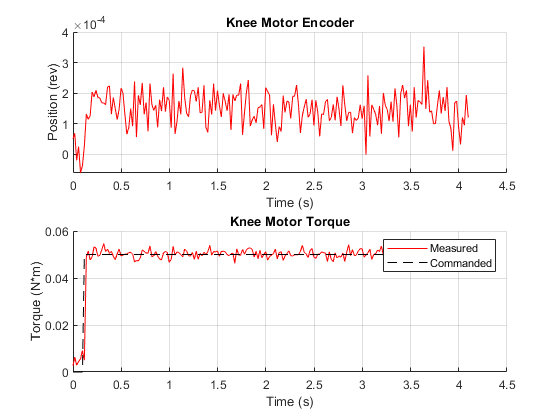 Knee Motor Encoder
×10⁻⁴
Position (rev)
4
3
2
1
0
0 0.5 1 1.5 2 2.5 3 3.5 4 4.5
Time (s)
Knee Motor Torque
Torque (N*m)
0.06
0.04
0.02
0
Measured
Commanded
0 0.5 1 1.5 2 2.5 3 3.5 4 4.5
Time (s)